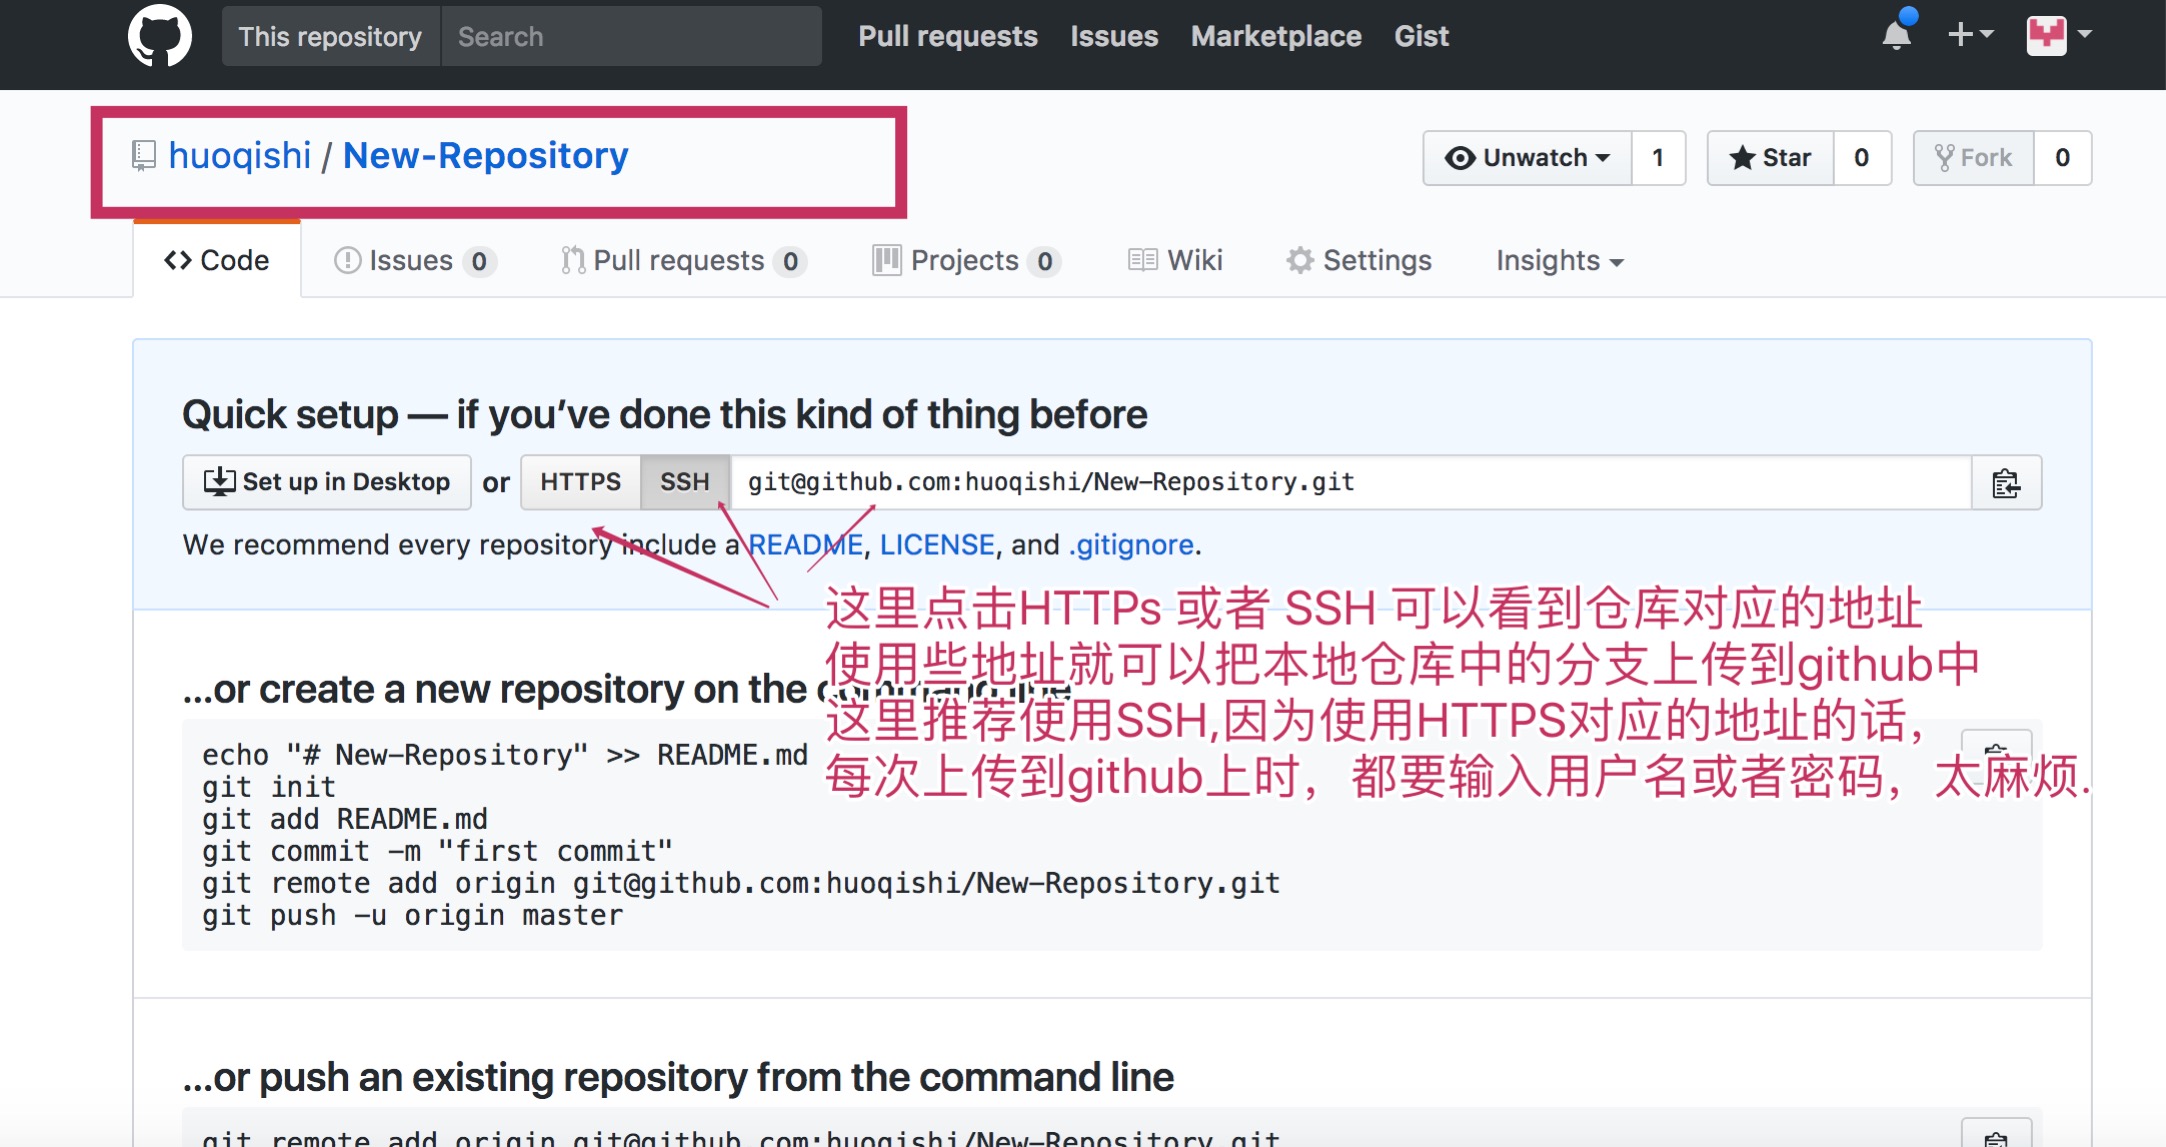 This repository Search Pull requests Issues Marketplace Gist
huoqishi / New-Repository
Unwatch 1 Star 0 Fork 0
Code Issues 0 Pull requests 0 Projects 0 Wiki Settings Insights
Quick setup — if you’ve done this kind of thing before
Set up in Desktop or HTTPS SSH git@github.com:huoqishi/New-Repository.git
We recommend every repository include a README, LICENSE, and .gitignore.
这里点击HTTPs 或者 SSH 可以看到仓库对应的地址
使用些地址就可以把本地仓库中的分支上传到github中
这里推荐使用SSH,因为使用HTTPS对应的地址的话，
每次上传到github上时，都要输入用户名或者密码，太麻烦.
...or create a new repository on the command line
echo "# New-Repository" >> README.md
git init
git add README.md
git commit -m "first commit"
git remote add origin git@github.com:huoqishi/New-Repository.git
git push -u origin master
...or push an existing repository from the command line
git remote add origin git@github.com:huoqishi/New-Repository.git